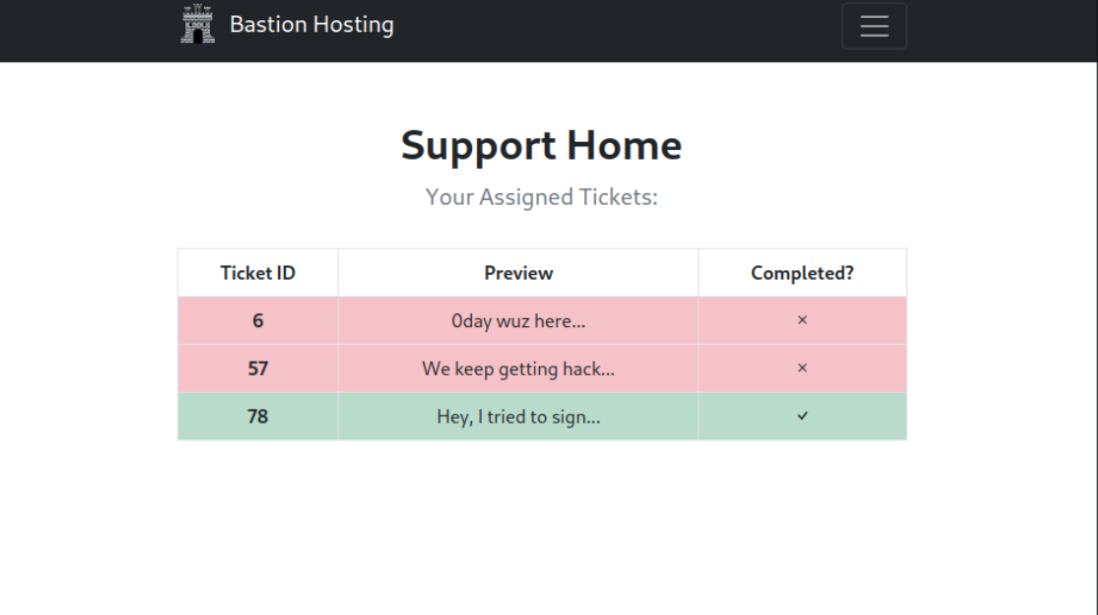 Bastion Hosting
Support Home
Your Assigned Tickets:
Ticket ID Preview Completed?
6 0day wuz here... ×
57 We keep getting hack... ×
78 Hey, I tried to sign... ✓